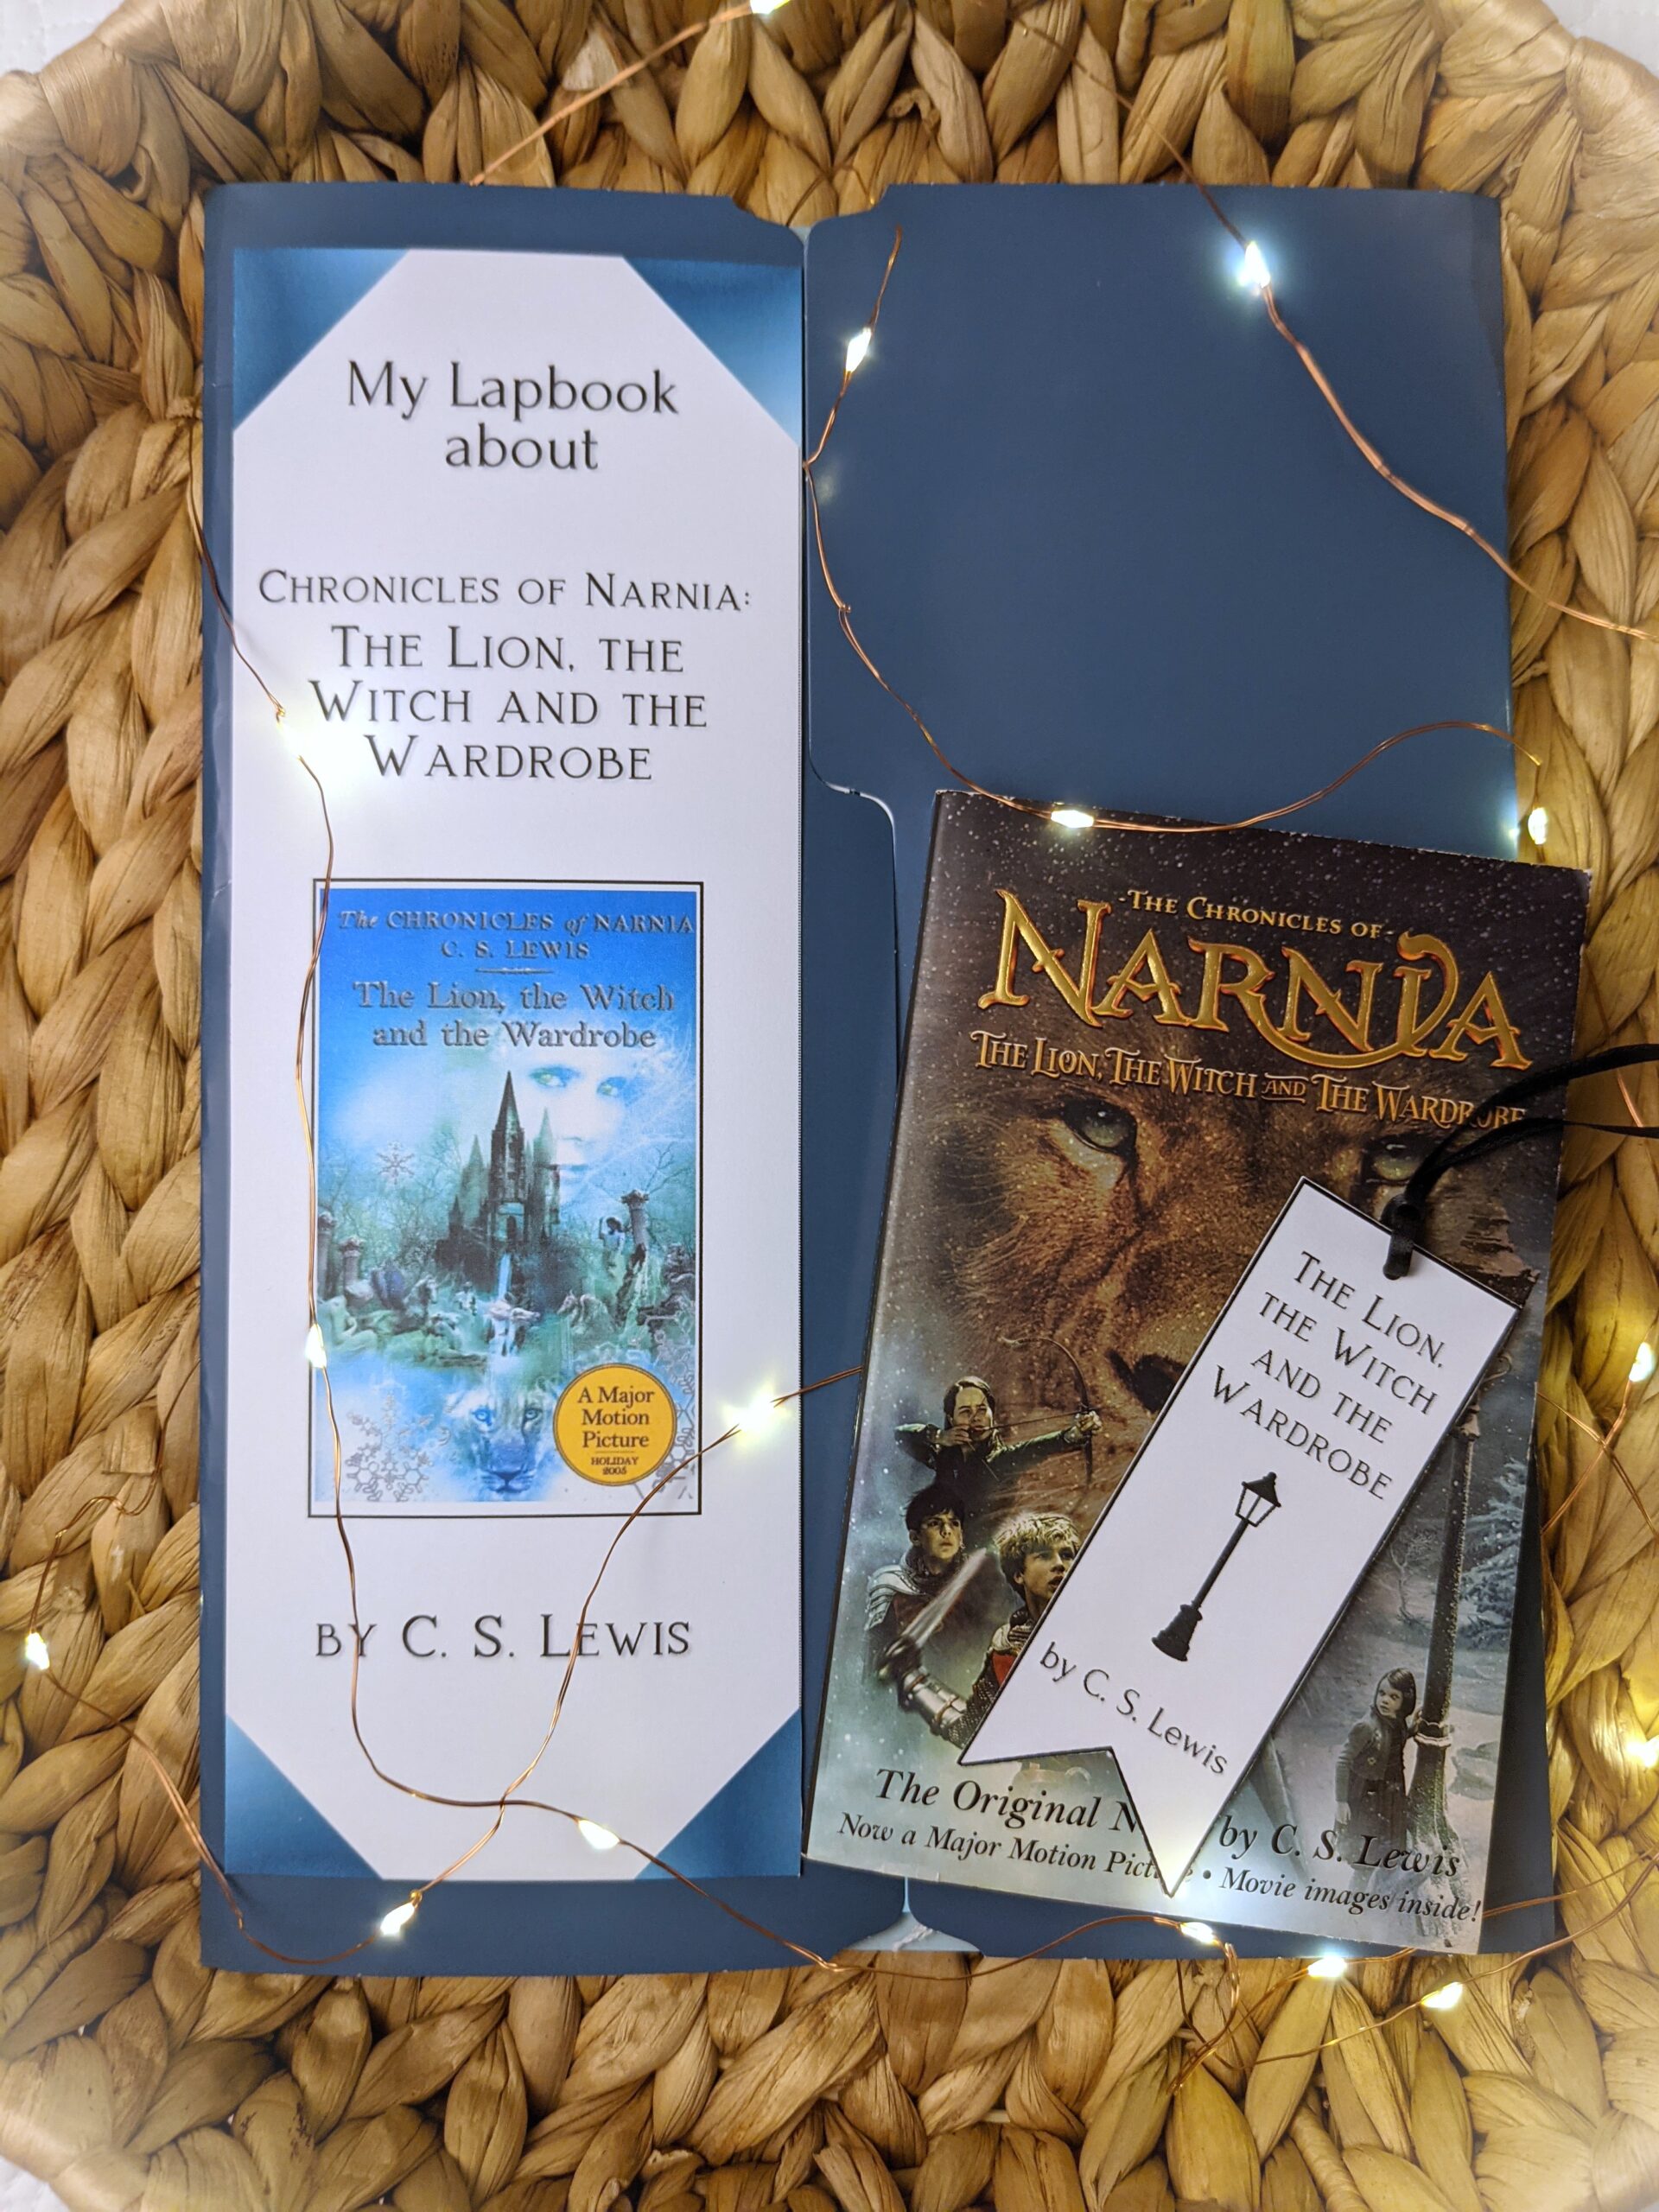 My Lapbook
about
CHRONICLES OF NARNIA:
THE LION, THE
WITCH AND THE
WARDROBE
The CHRONICLES of NARNIA
C. S. LEWIS
The Lion, the Witch
and the Wardrobe
A Major
Motion
Picture
HOLIDAY
2005
BY C. S. LEWIS
-THE CHRONICLES OF-
NARNIA
THE LION, THE WITCH AND THE WARDROBE
THE LION,
THE WITCH
AND THE
WARDROBE
by C. S. Lewis
The Original N by C. S. Lewis
Now a Major Motion Pict • Movie images inside!